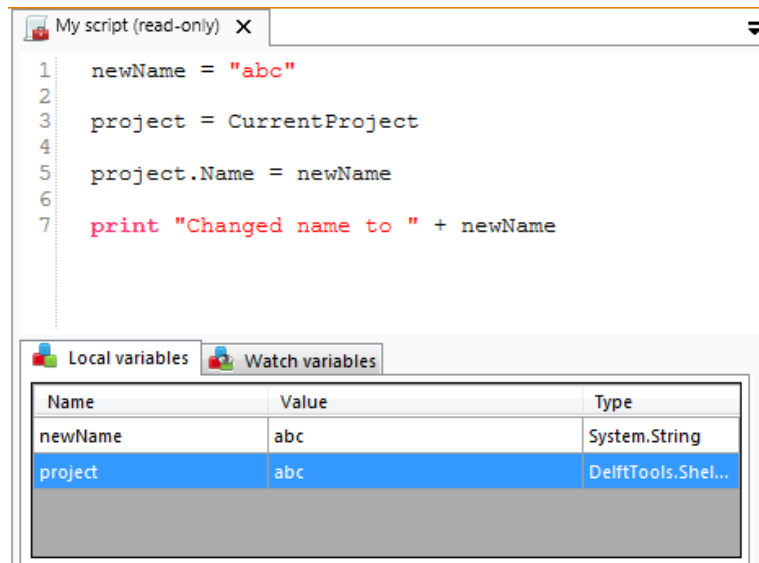 My script (read-only) X
1 newName = "abc"
2
3 project = CurrentProject
4
5 project.Name = newName
6
7 print "Changed name to " + newName
Local variables Watch variables
Name Value Type
newName abc System.String
project abc DelftTools.Shel...